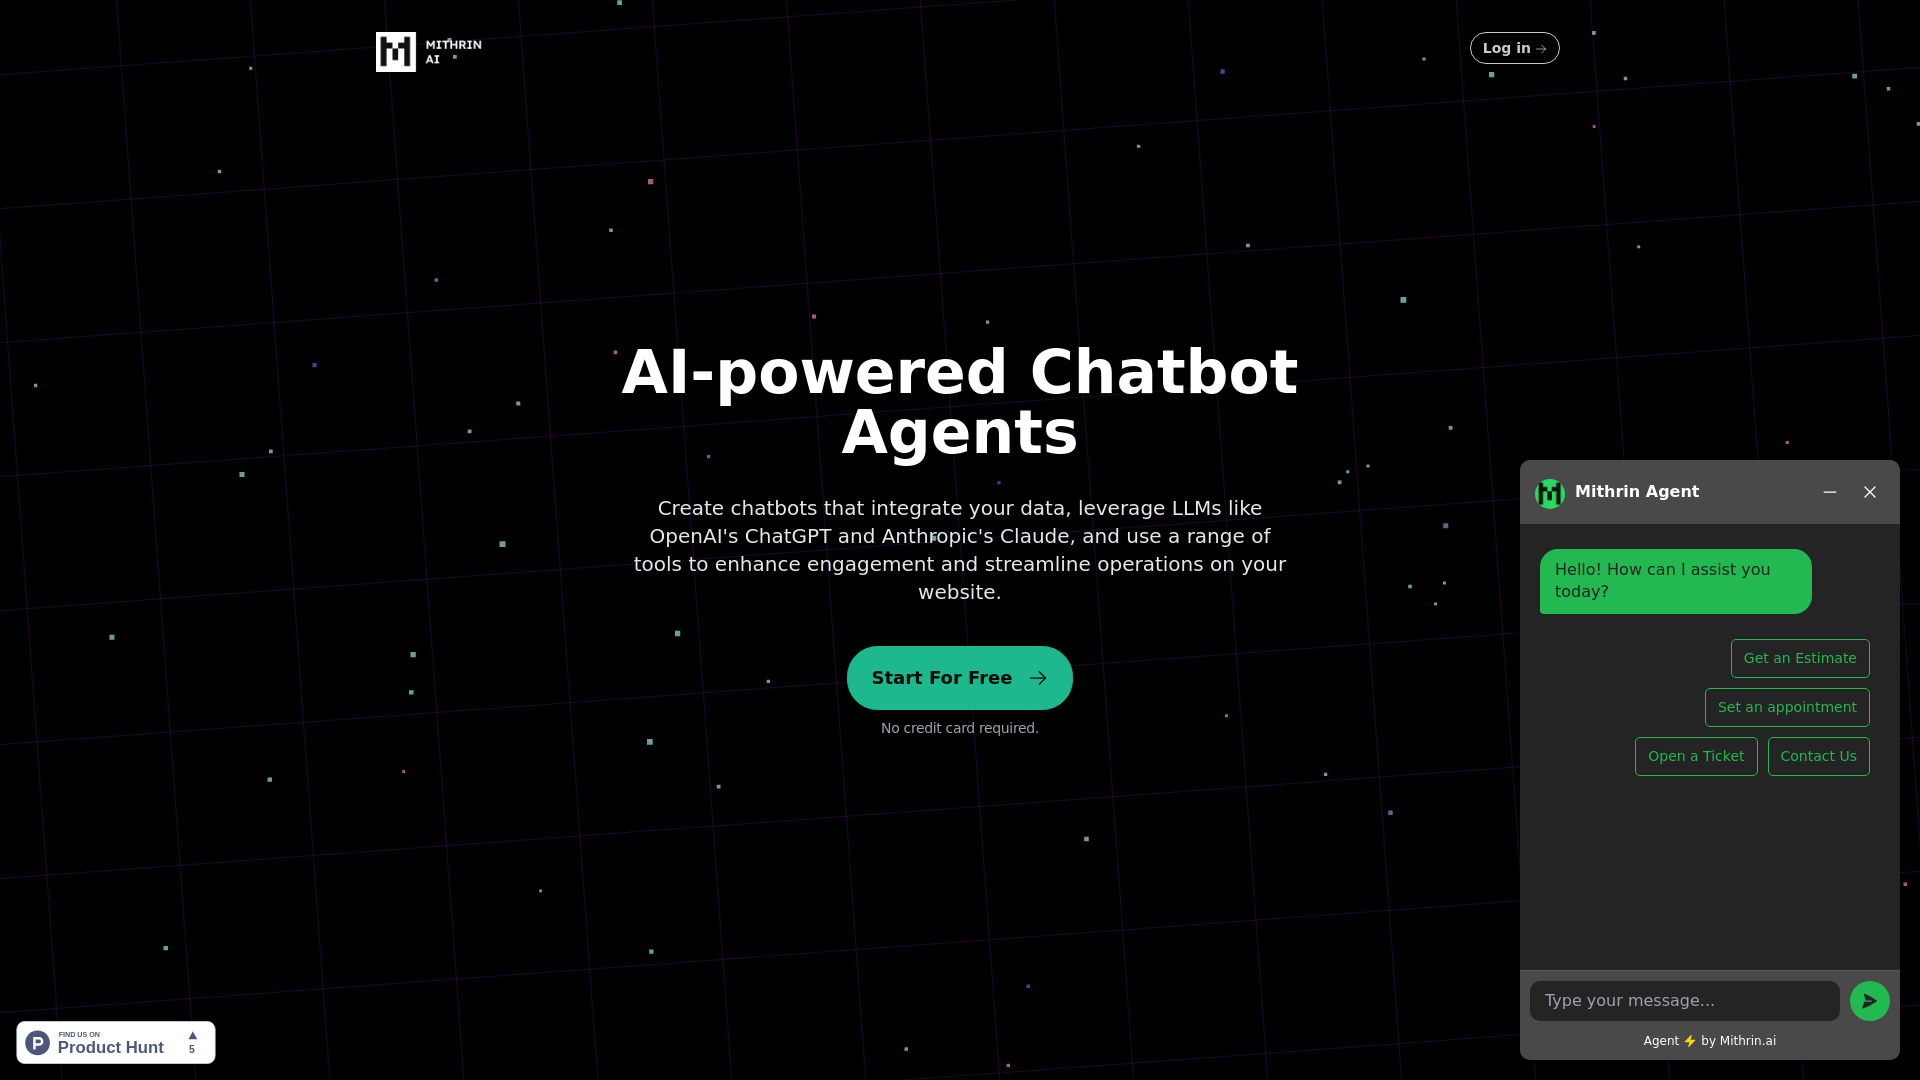 MITHRIN
AI
Log in
AI-powered Chatbot
Agents
Create chatbots that integrate your data, leverage LLMs like
OpenAI's ChatGPT and Anthropic's Claude, and use a range of
tools to enhance engagement and streamline operations on your
website.
Start For Free
No credit card required.
Mithrin Agent
Hello! How can I assist you
today?
Get an Estimate
Set an appointment
Open a Ticket
Contact Us
Type your message...
Agent ⚡ by Mithrin.ai
FIND US ON
Product Hunt
5